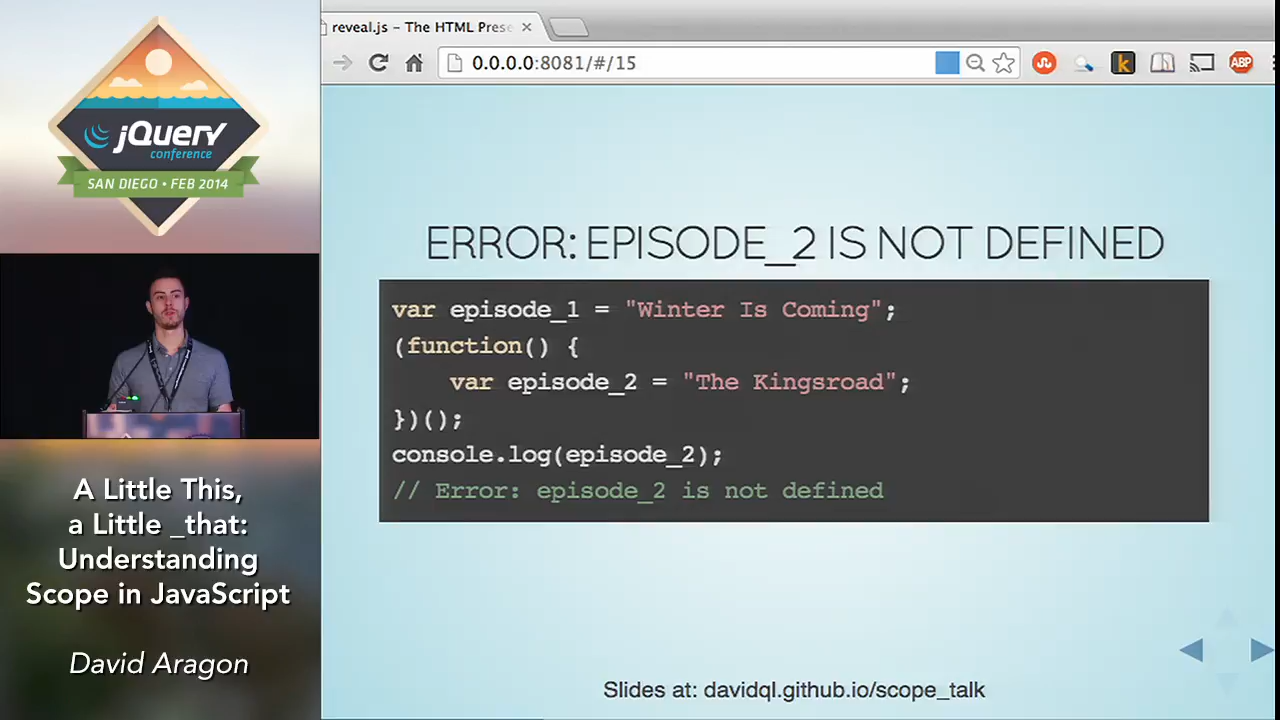 jQuery
conference
SAN DIEGO • FEB 2014
A Little This,
a Little _that:
Understanding
Scope in JavaScript
David Aragon
reveal.js – The HTML Prese
0.0.0.0:8081/#/15
k
ABP
ERROR: EPISODE_2 IS NOT DEFINED
var episode_1 = "Winter Is Coming";
(function() {
    var episode_2 = "The Kingsroad";
})();
console.log(episode_2);
// Error: episode_2 is not defined
Slides at: davidql.github.io/scope_talk